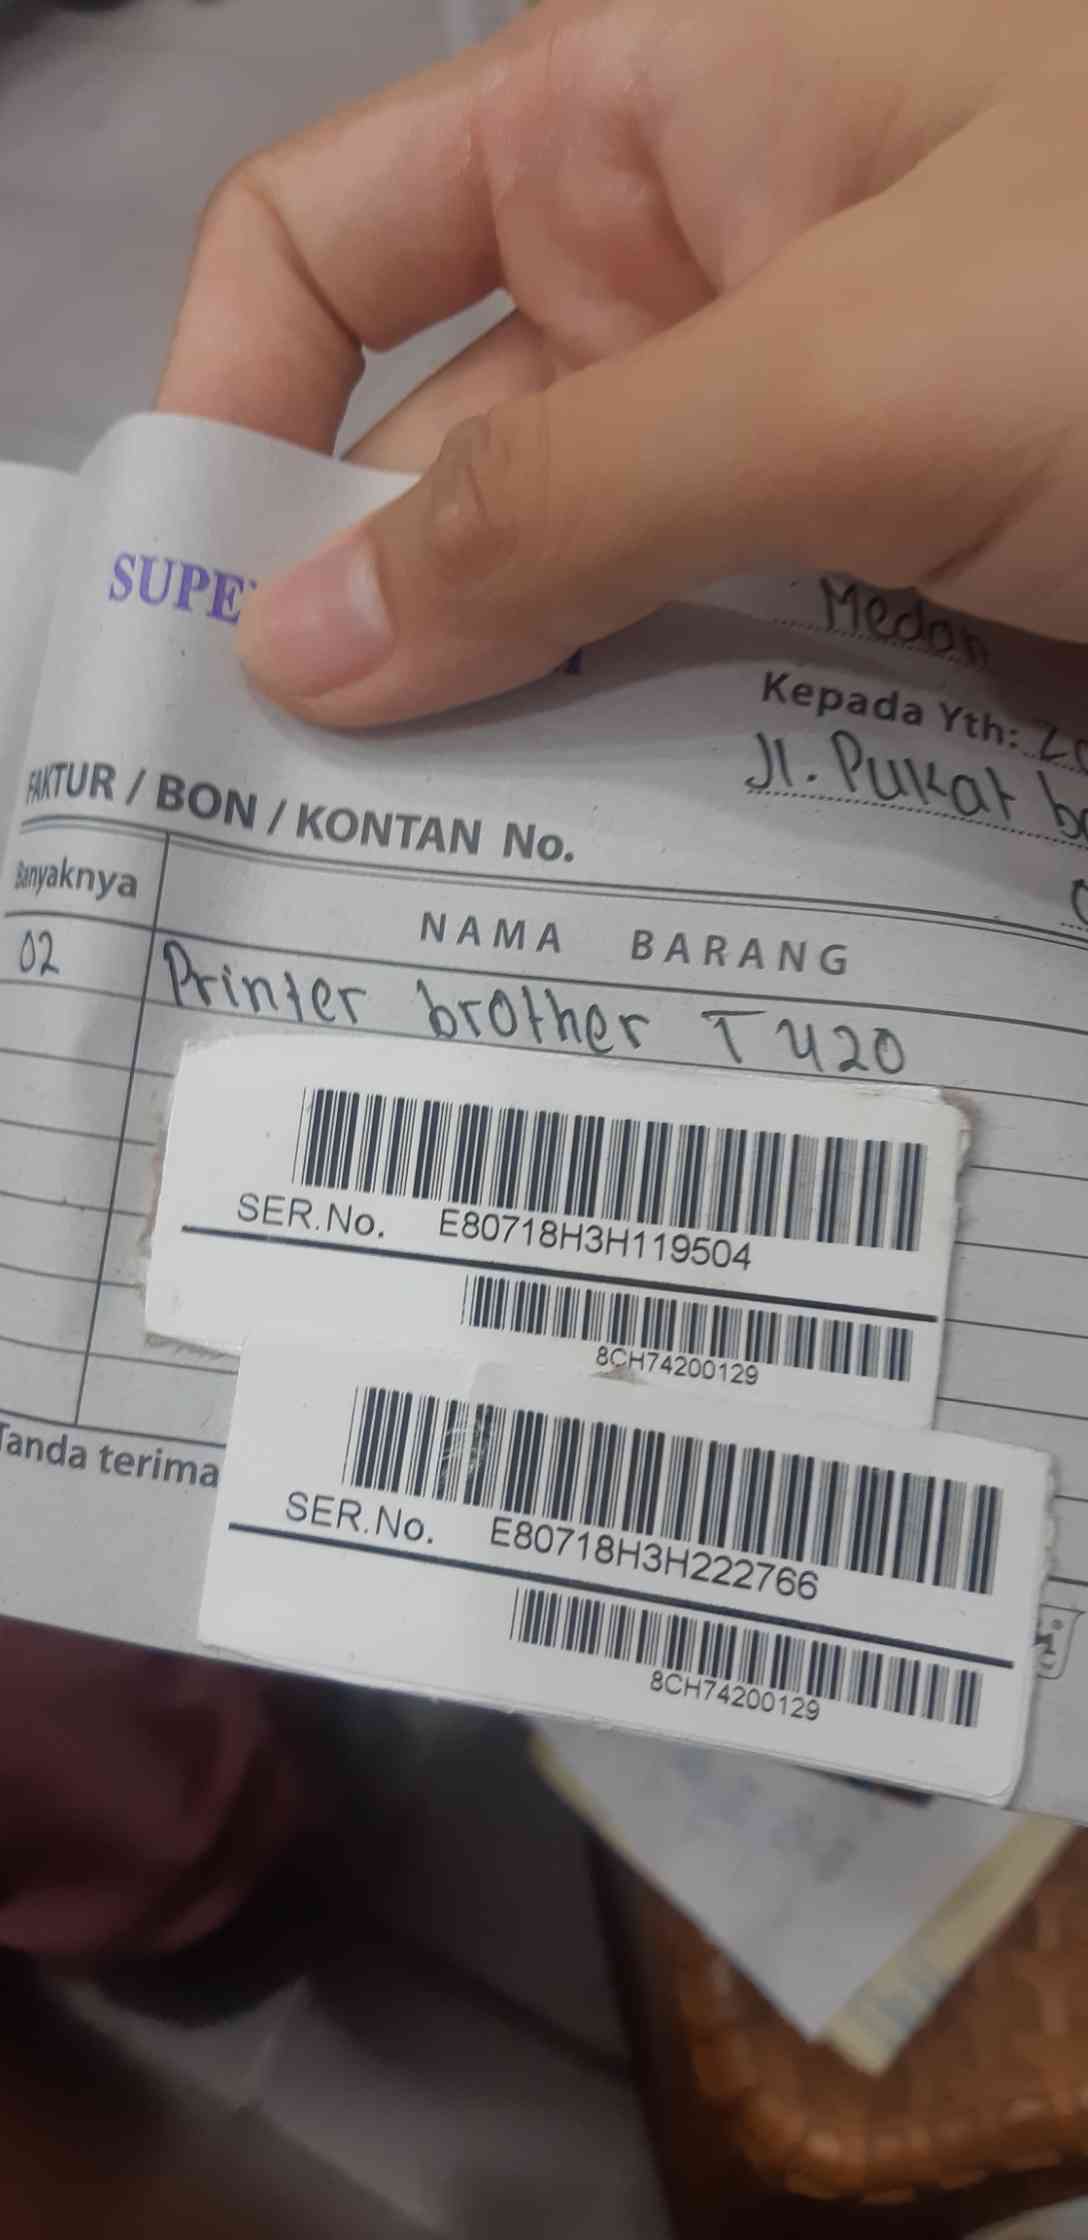 SUPE
Medan
Kepada Yth:
Jl. Pukat
FAKTUR / BON / KONTAN No.
Banyaknya
NAMA BARANG
02 Printer brother T420
SER.No. E80718H3H119504
8CH74200129
SER.No. E80718H3H222766
8CH74200129
Tanda terima